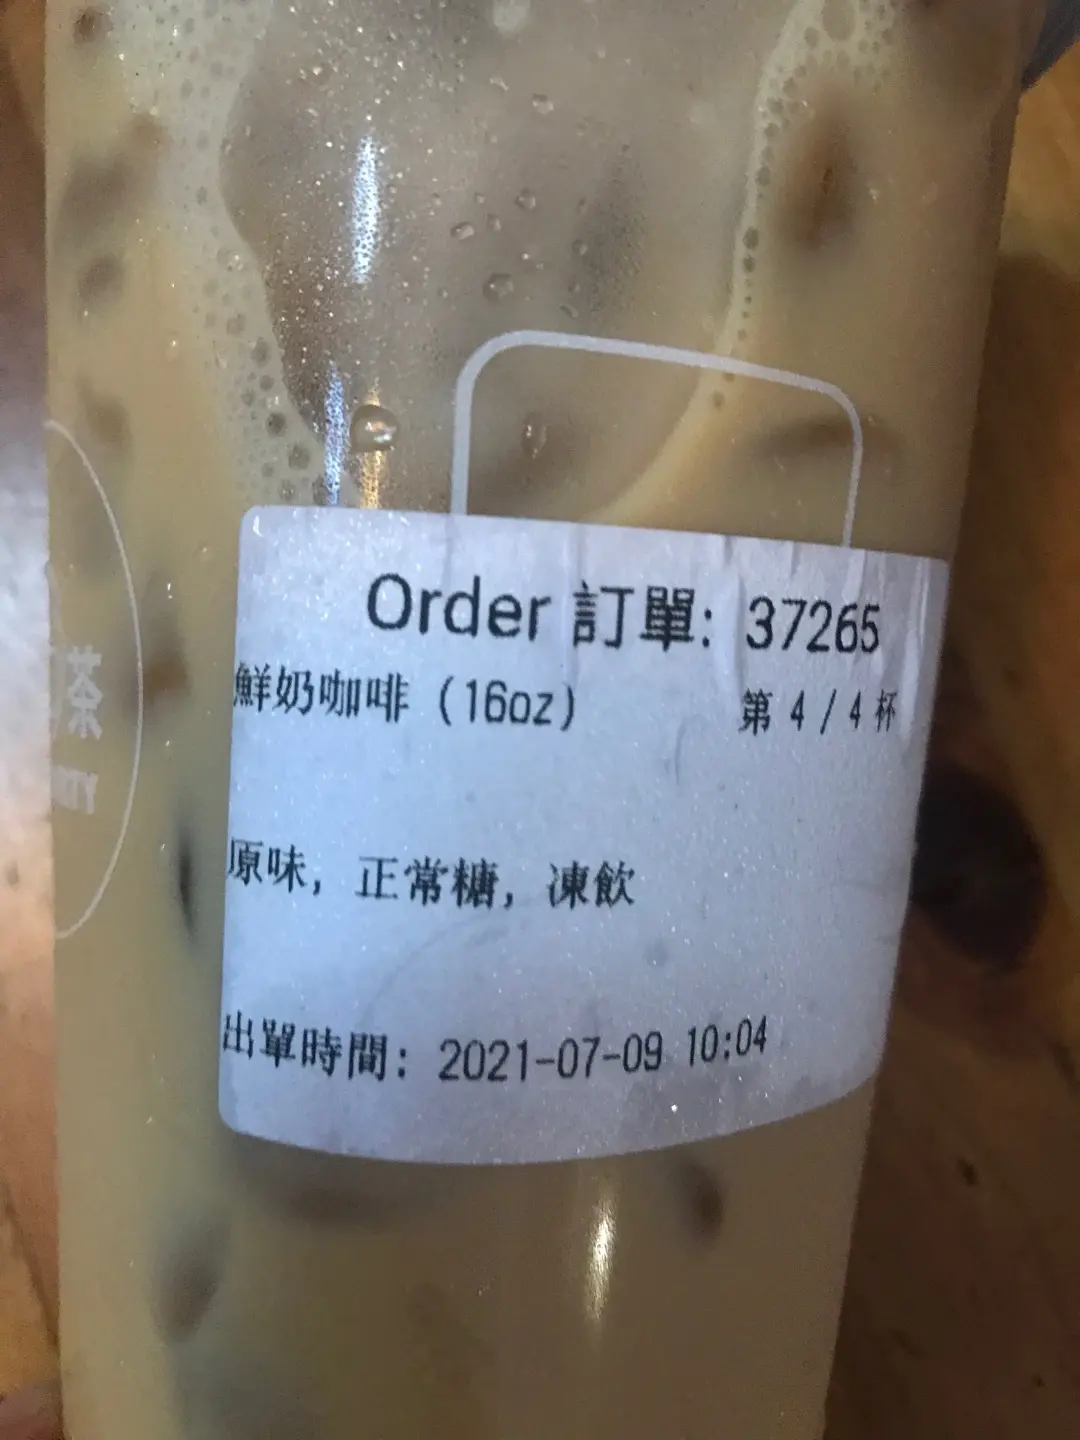 Order 訂單: 37265
鮮奶咖啡 (16oz) 第 4 / 4 杯
原味, 正常糖, 凍飲
出單時間: 2021-07-09 10:04
茶